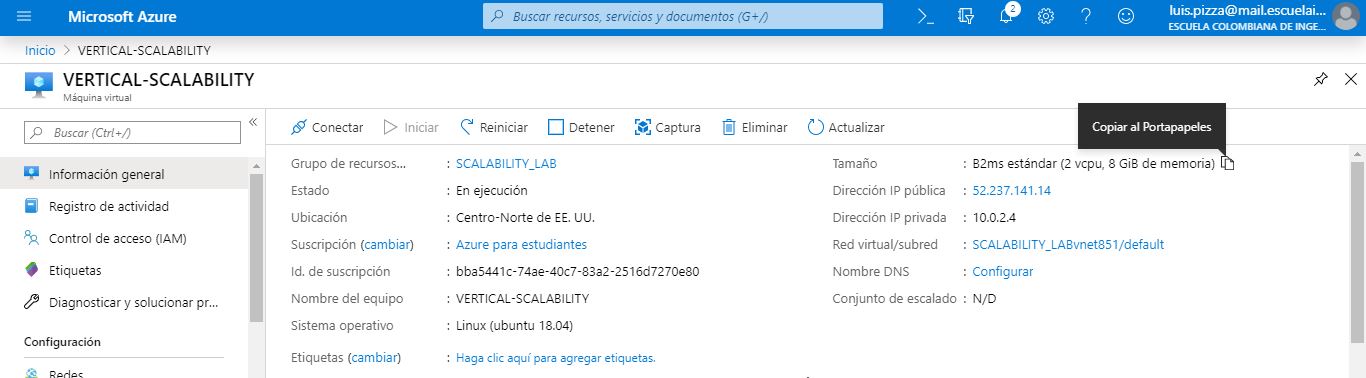 Microsoft Azure
Buscar recursos, servicios y documentos (G+/)
2
luis.pizza@mail.escuelai...
ESCUELA COLOMBIANA DE INGE...
Inicio > VERTICAL-SCALABILITY
VERTICAL-SCALABILITY
Máquina virtual
Buscar (Ctrl+/)
«
Conectar Iniciar Reiniciar Detener Captura Eliminar Actualizar
Copiar al Portapapeles
Información general
Registro de actividad
Control de acceso (IAM)
Etiquetas
Diagnosticar y solucionar pr...
Configuración
Redes
Grupo de recursos... : SCALABILITY_LAB
Estado : En ejecución
Ubicación : Centro-Norte de EE. UU.
Suscripción (cambiar) : Azure para estudiantes
Id. de suscripción : bba5441c-74ae-40c7-83a2-2516d7270e80
Nombre del equipo : VERTICAL-SCALABILITY
Sistema operativo : Linux (ubuntu 18.04)
Etiquetas (cambiar) : Haga clic aquí para agregar etiquetas.
Tamaño : B2ms estándar (2 vcpu, 8 GiB de memoria)
Dirección IP pública : 52.237.141.14
Dirección IP privada : 10.0.2.4
Red virtual/subred : SCALABILITY_LABvnet851/default
Nombre DNS : Configurar
Conjunto de escalado : N/D